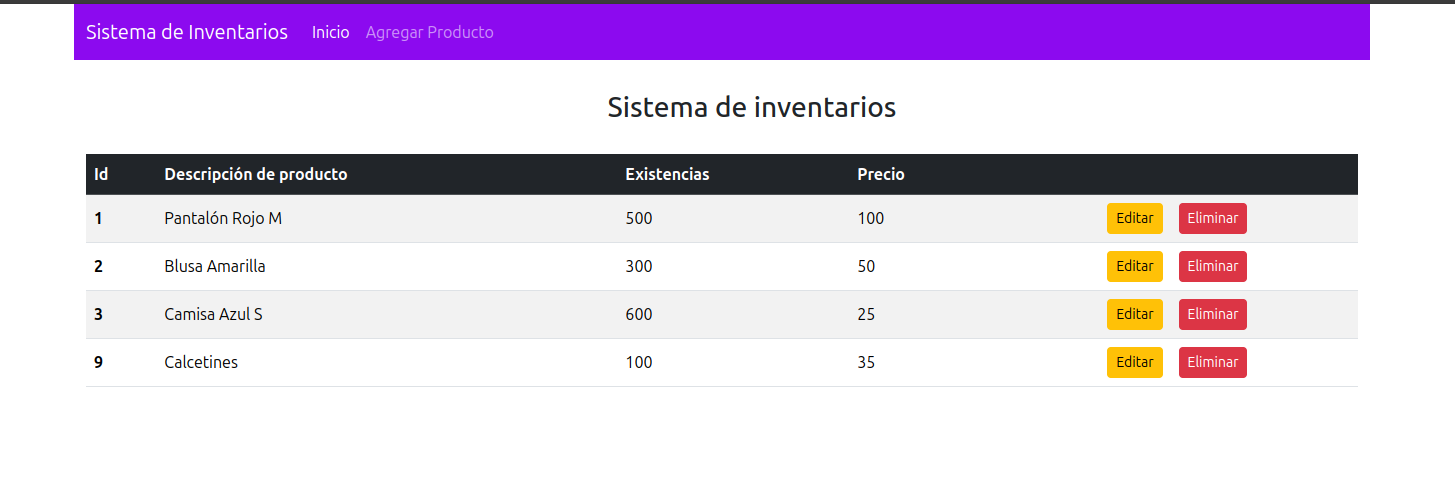 Sistema de Inventarios Inicio Agregar Producto
Sistema de inventarios
Id Descripción de producto Existencias Precio
1 Pantalón Rojo M 500 100 Editar Eliminar
2 Blusa Amarilla 300 50 Editar Eliminar
3 Camisa Azul S 600 25 Editar Eliminar
9 Calcetines 100 35 Editar Eliminar